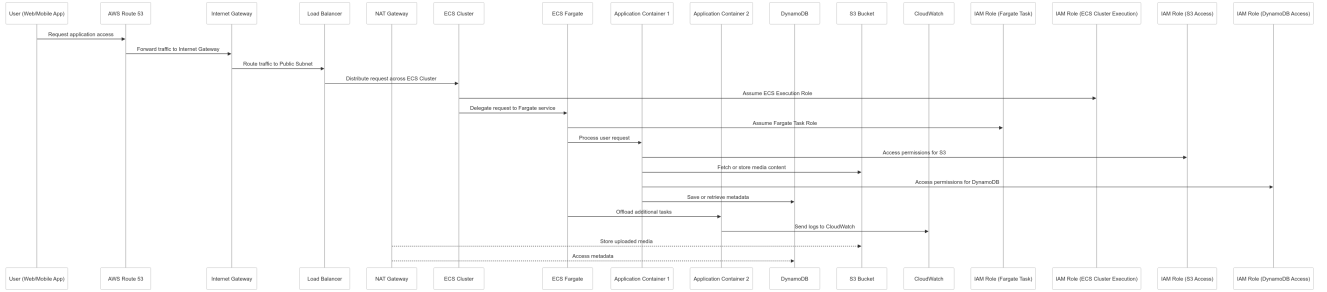 User (Web/Mobile App)
AWS Route 53
Internet Gateway
Load Balancer
NAT Gateway
ECS Cluster
ECS Fargate
Application Container 1
Application Container 2
DynamoDB
S3 Bucket
CloudWatch
IAM Role (Fargate Task)
IAM Role (ECS Cluster Execution)
IAM Role (S3 Access)
IAM Role (DynamoDB Access)
Request application access
Forward traffic to Internet Gateway
Route traffic to Public Subnet
Distribute request across ECS Cluster
Assume ECS Execution Role
Delegate request to Fargate service
Assume Fargate Task Role
Process user request
Access permissions for S3
Fetch or store media content
Access permissions for DynamoDB
Save or retrieve metadata
Offload additional tasks
Send logs to CloudWatch
Store uploaded media
Access metadata
User (Web/Mobile App)
AWS Route 53
Internet Gateway
Load Balancer
NAT Gateway
ECS Cluster
ECS Fargate
Application Container 1
Application Container 2
DynamoDB
S3 Bucket
CloudWatch
IAM Role (Fargate Task)
IAM Role (ECS Cluster Execution)
IAM Role (S3 Access)
IAM Role (DynamoDB Access)